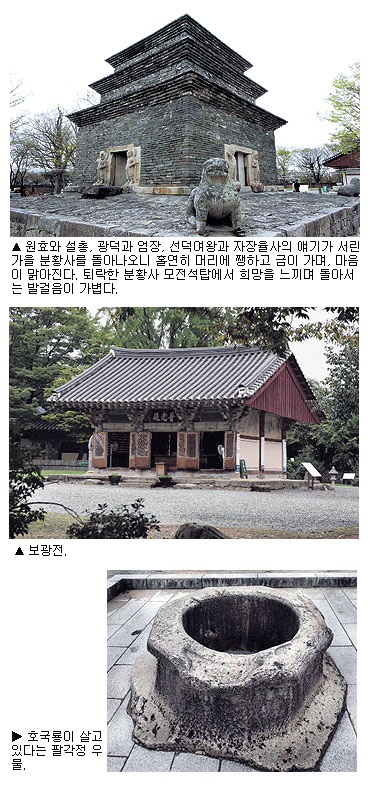 ▲ 원효와 설총, 광덕과 엄장, 선덕여왕과 자장율사의 얘기가 서린
가을 분황사를 돌아나오니 홀연히 머리에 쨍하고 금이 가며, 마음
이 맑아진다. 퇴락한 분황사 모전석탑에서 희망을 느끼며 돌아서
는 발걸음이 가볍다.
普光殿
▲ 보광전.
▶ 호국룡이 살고
있다는 팔각정 우
물.